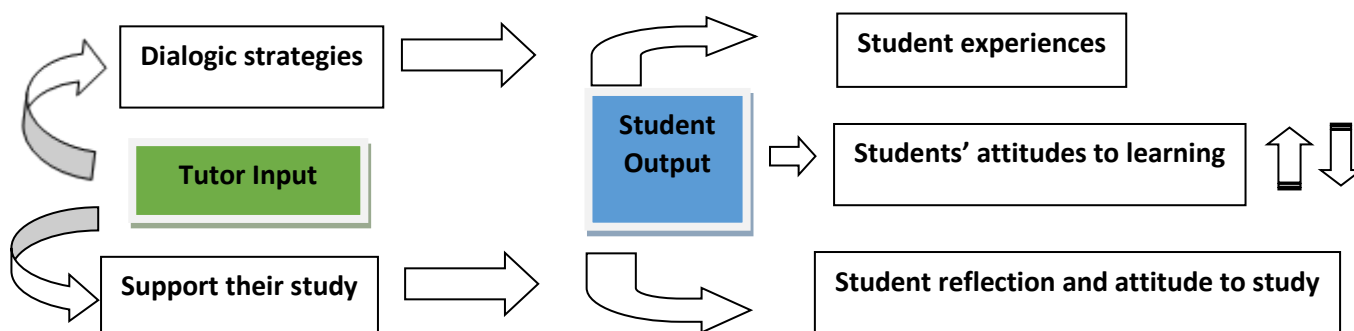 Dialogic strategies
Student experiences
Tutor Input
Student
Output
Students’ attitudes to learning
Support their study
Student reflection and attitude to study